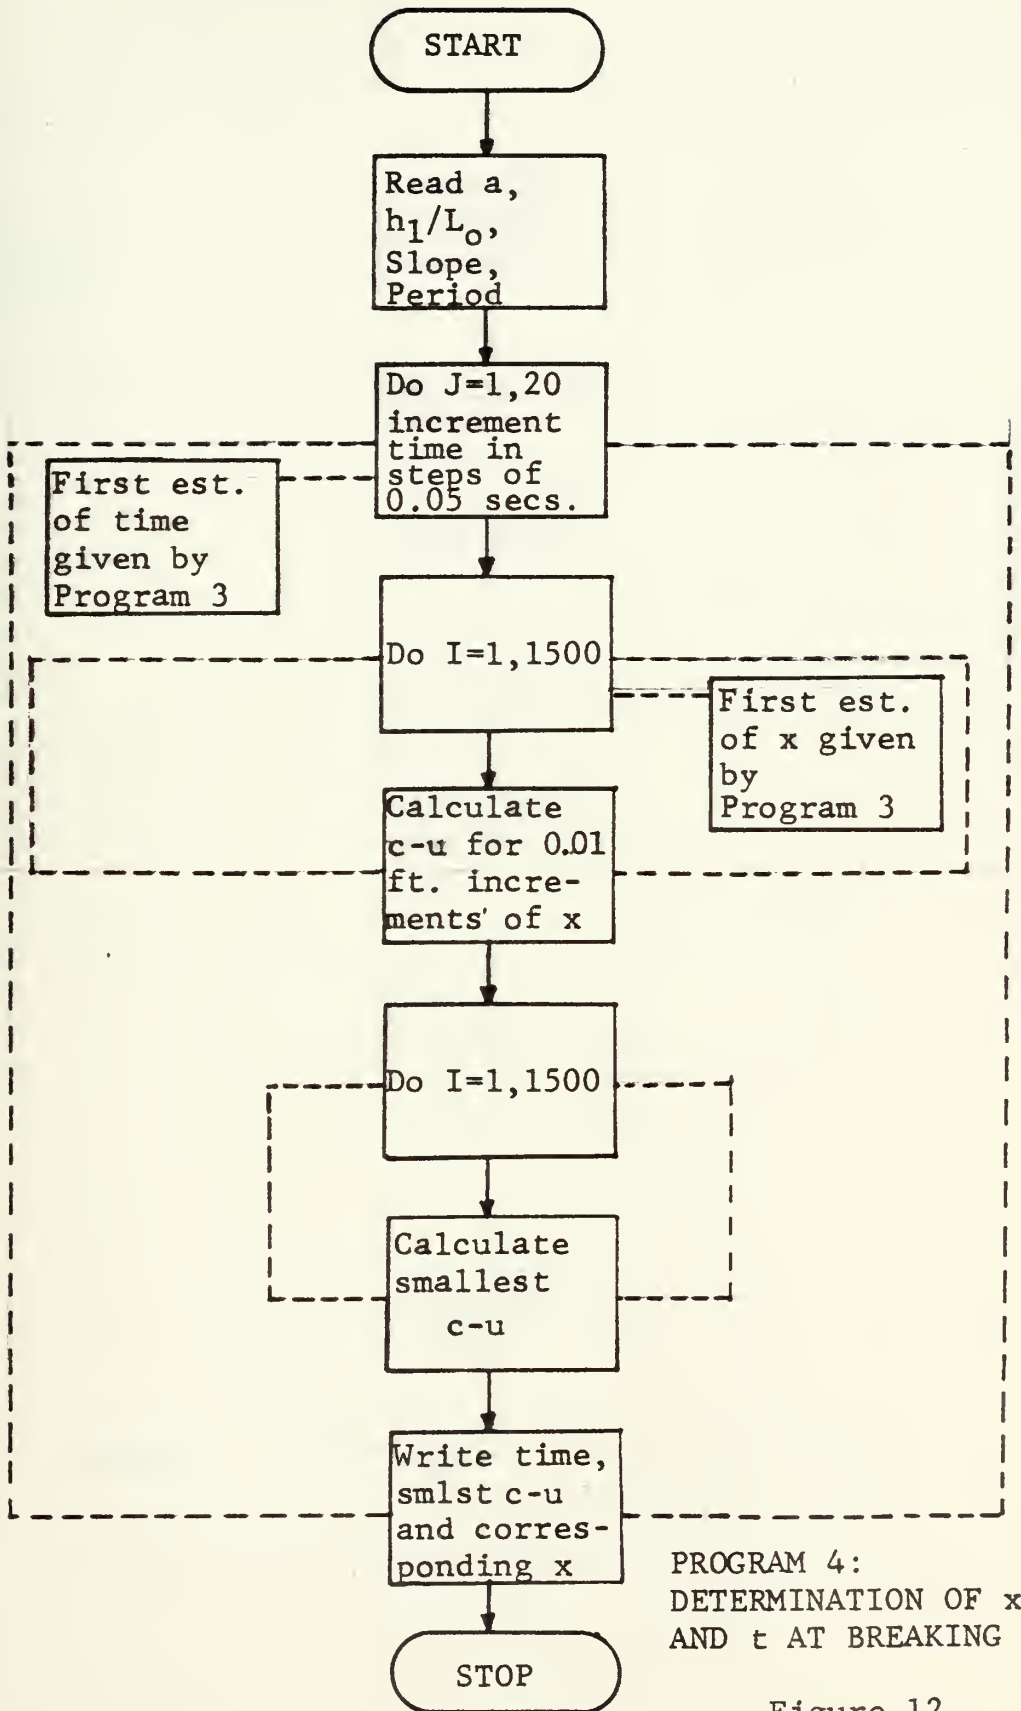 START
Read a,
h1/Lo,
Slope,
Period
Do J=1,20
increment
time in
steps of
0.05 secs.
First est.
of time
given by
Program 3
Do I=1,1500
First est.
of x given
by
Program 3
Calculate
c-u for 0.01
ft. incre-
ments' of x
Do I=1,1500
Calculate
smallest
c-u
Write time,
smlst c-u
and corres-
ponding x
STOP
PROGRAM 4:
DETERMINATION OF x
AND t AT BREAKING
Figure 12